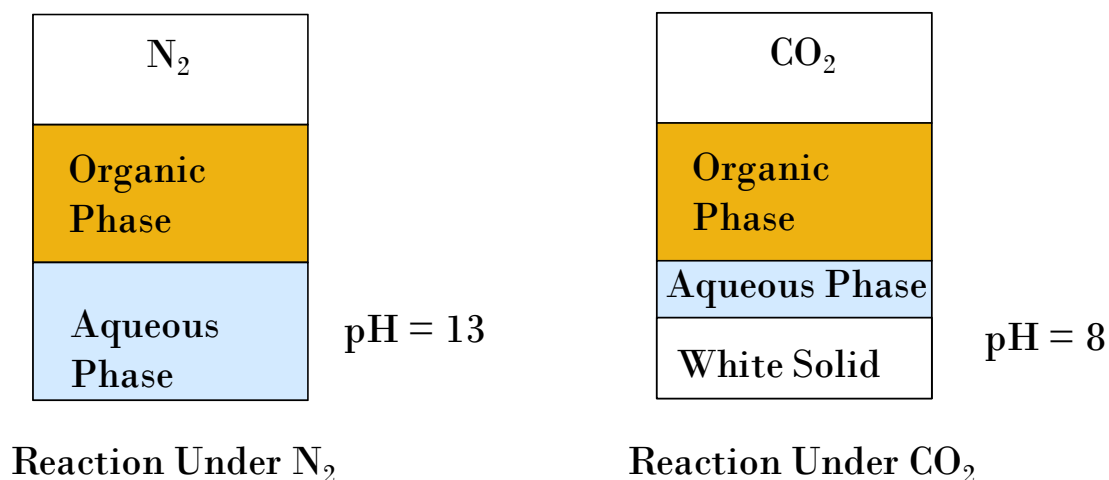 N₂
Organic
Phase
Aqueous
Phase
pH = 13
Reaction Under N₂
CO₂
Organic
Phase
Aqueous Phase
White Solid
pH = 8
Reaction Under CO₂